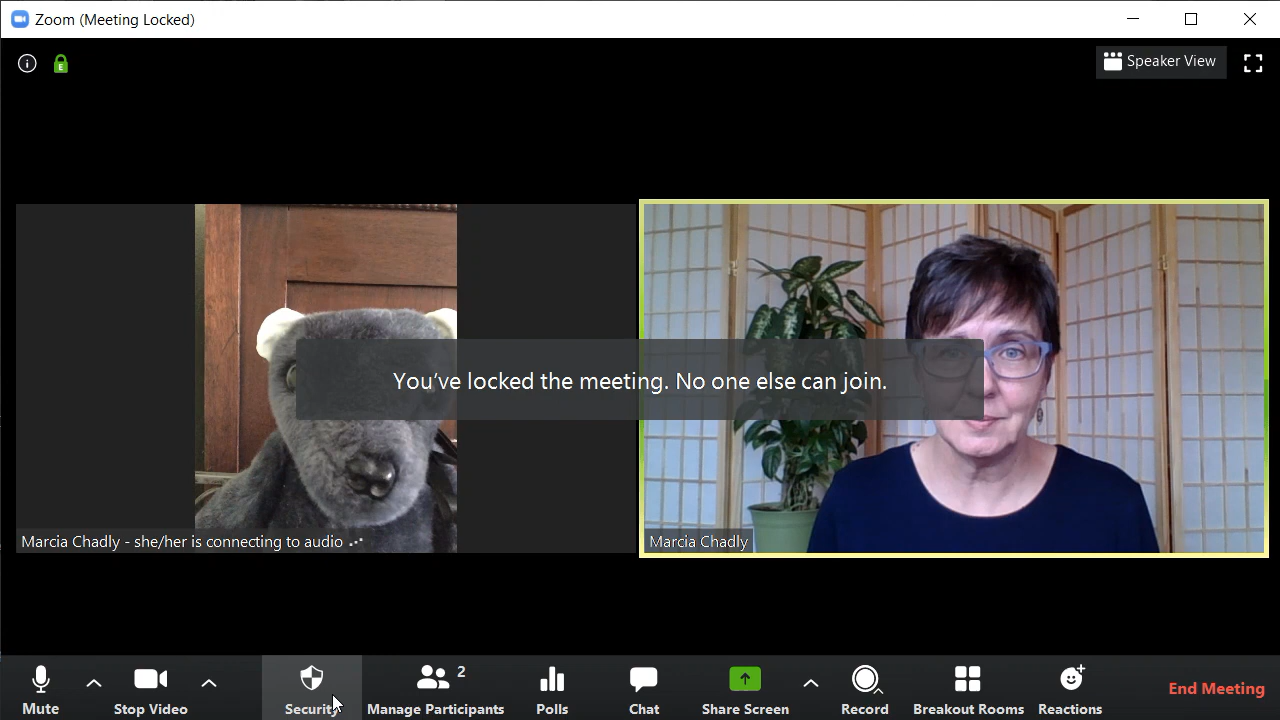 Zoom (Meeting Locked)
E
Speaker View
You've locked the meeting. No one else can join.
Marcia Chadly - she/her is connecting to audio
Marcia Chadly
2
Mute
Stop Video
Security
Manage Participants
Polls
Chat
Share Screen
Record
Breakout Rooms
Reactions
End Meeting